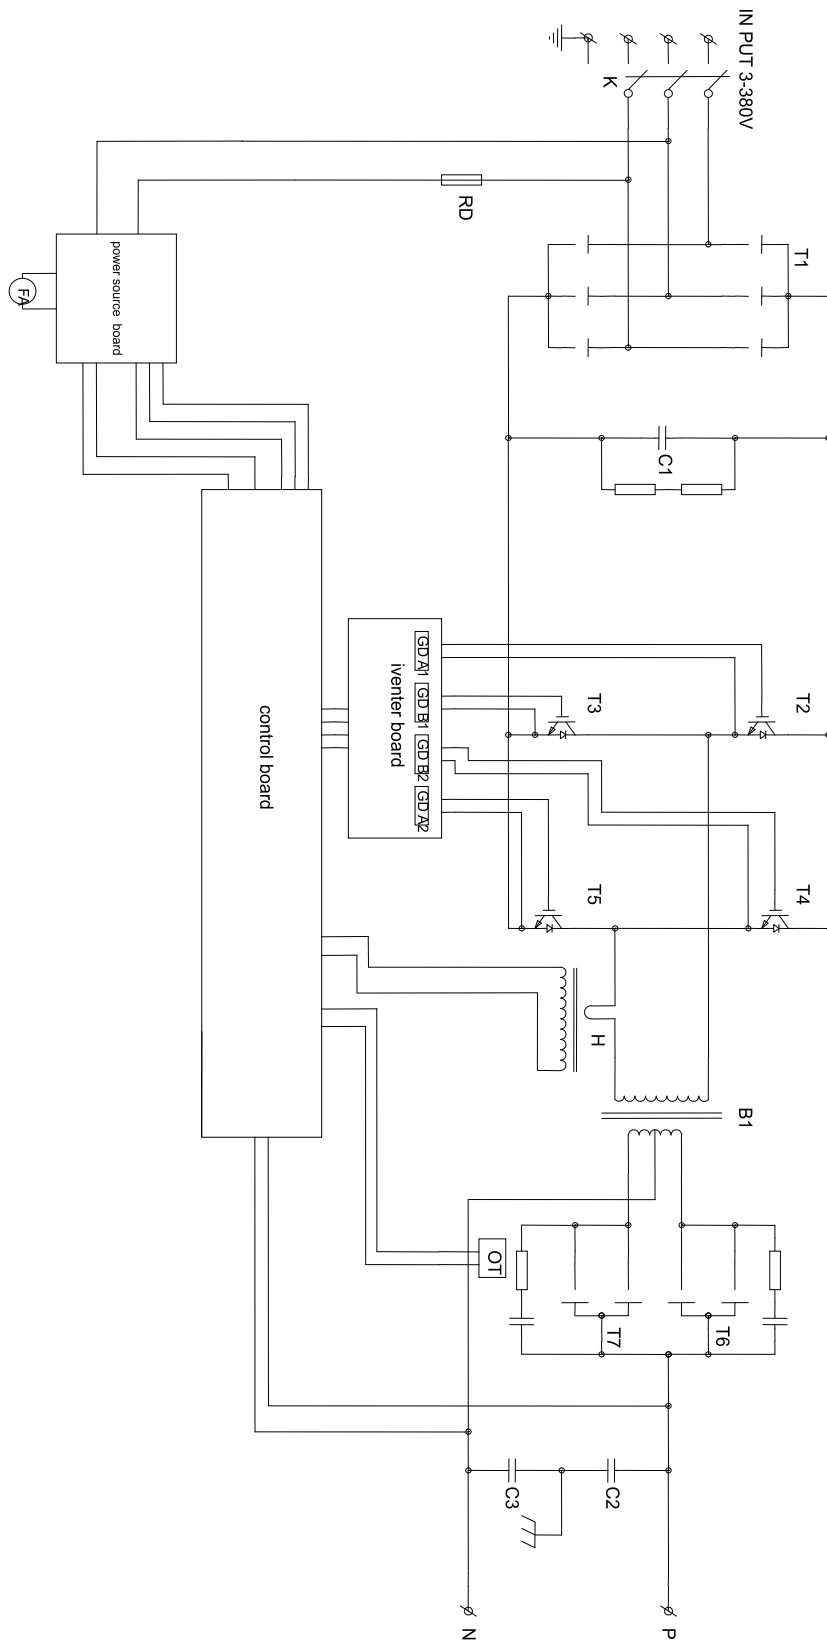 IN PUT 3-380V
K
RD
T1
power source board
FA
C1
GD A1
GD B1
GD B2
GD A2
iventer board
control board
T2
T3
T4
T5
H
B1
OT
T6
T7
C2
C3
P
N